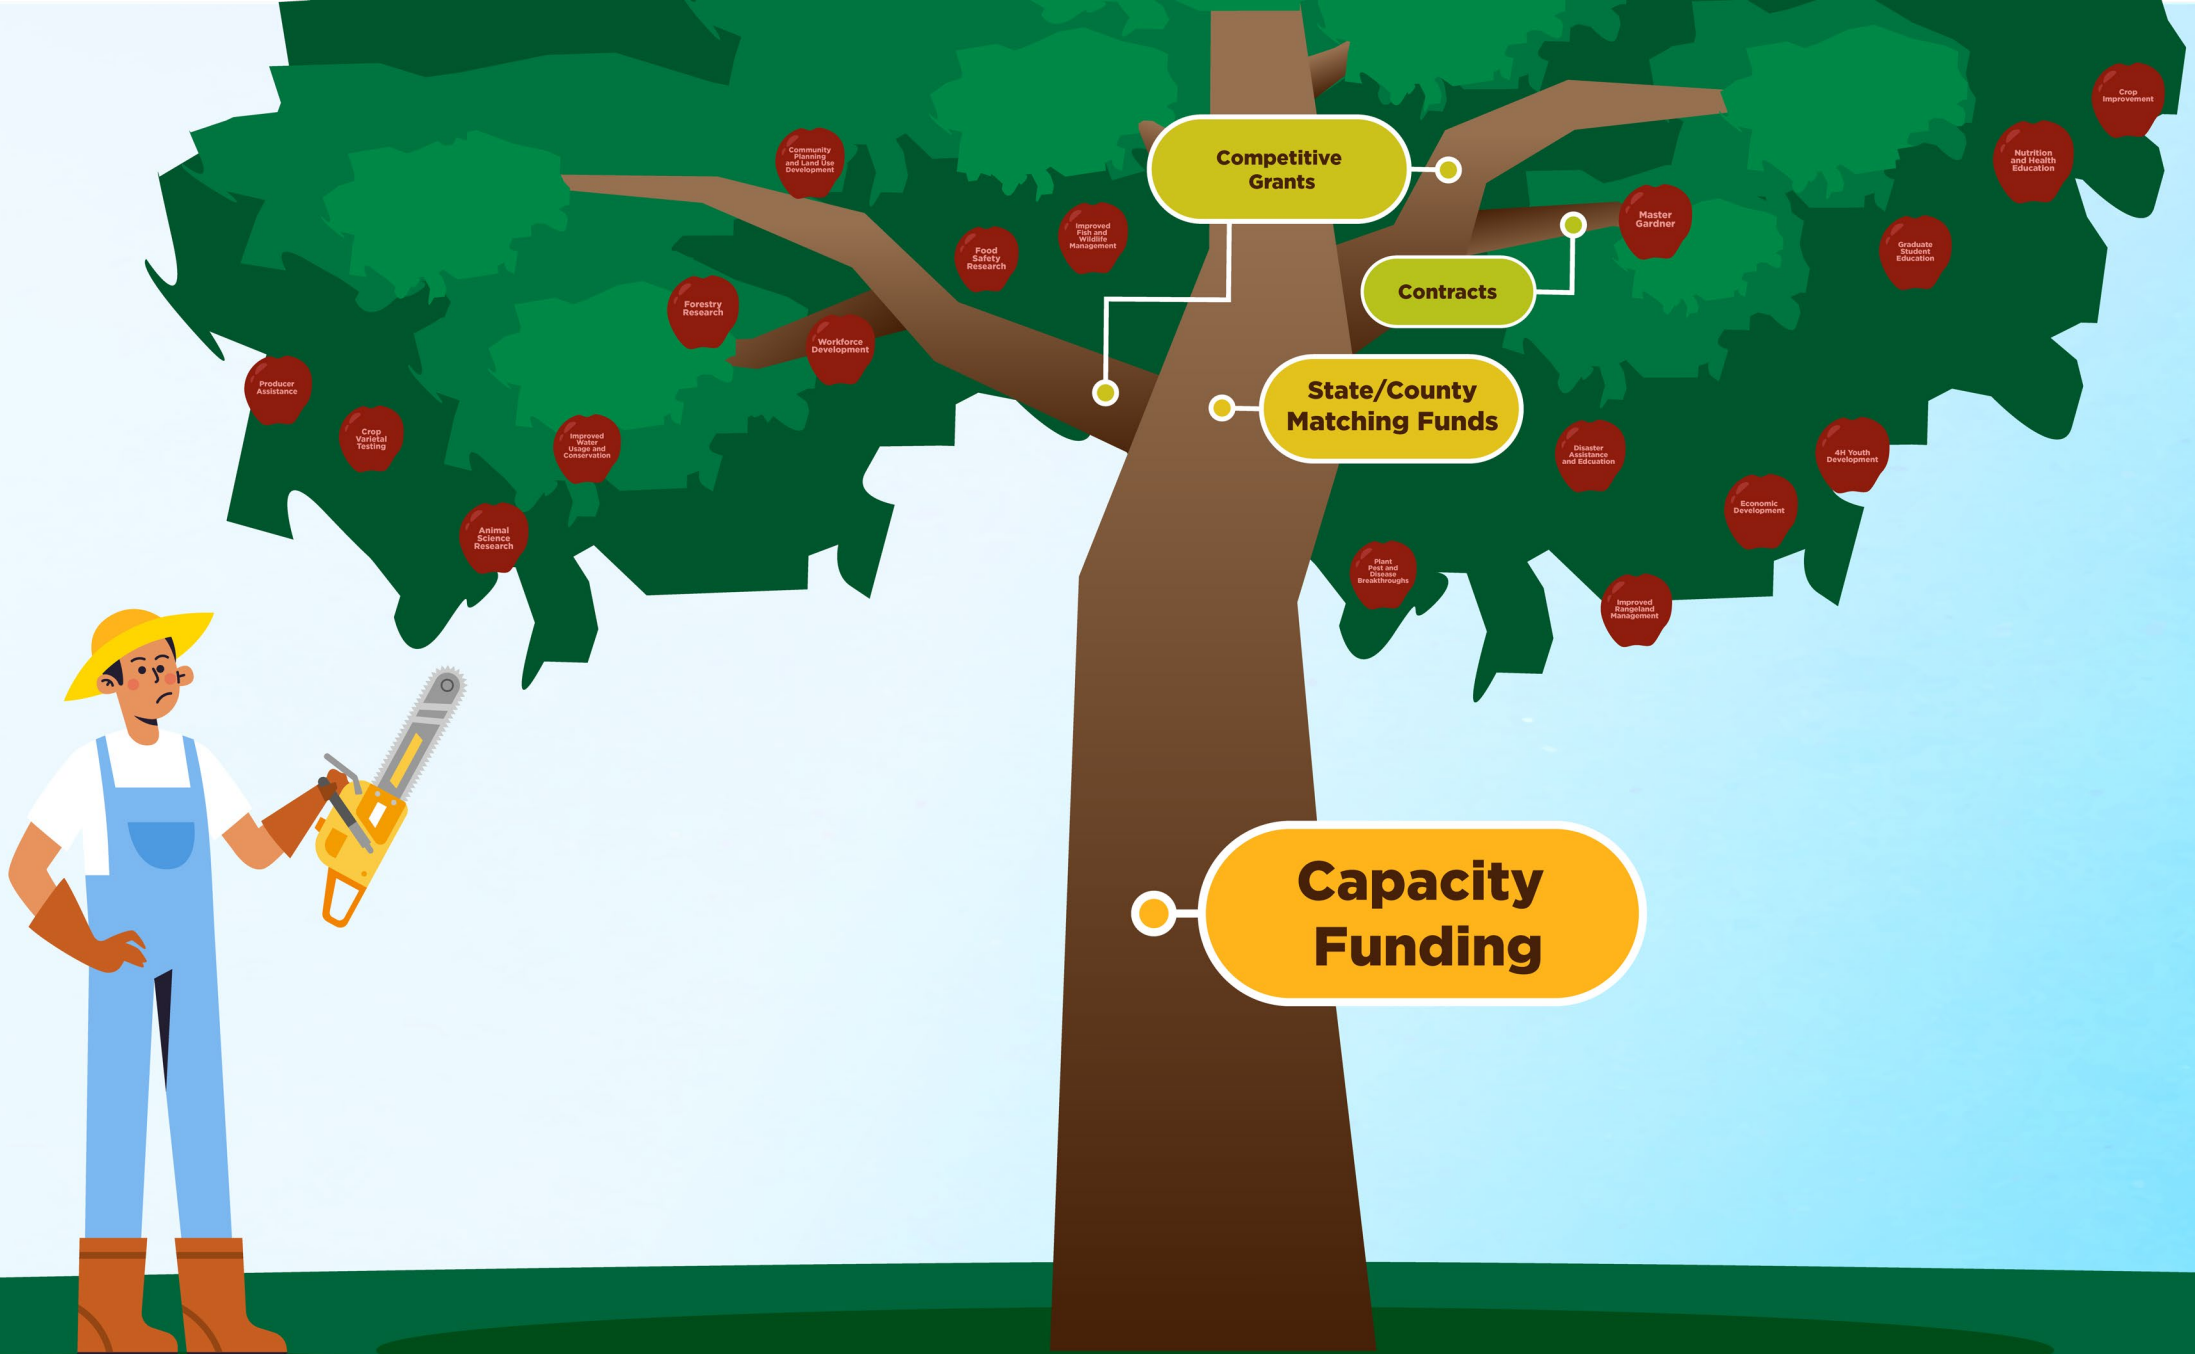 Community
Planning
and Land Use
Development
Improved
Fish and
Wildlife
Management
Food
Safety
Research
Forestry
Research
Workforce
Development
Producer
Assistance
Crop
Varietal
Testing
Improved
Water
Usage and
Conservation
Animal
Science
Research
Competitive
Grants
Contracts
State/County
Matching Funds
Capacity
Funding
Crop
Improvement
Nutrition
and Health
Education
Master
Gardner
Graduate
Student
Education
Disaster
Assistance
and Edcuation
4H Youth
Development
Economic
Development
Plant
Pest and
Disease
Breakthroughs
Improved
Rangeland
Management